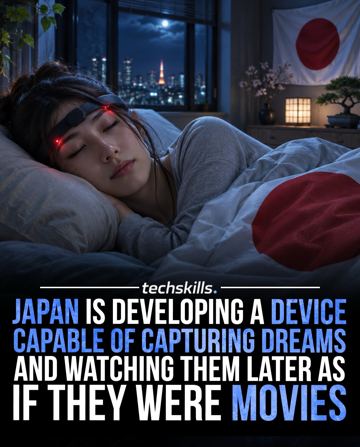 techskills.
JAPAN IS DEVELOPING A DEVICE
CAPABLE OF CAPTURING DREAMS
AND WATCHING THEM LATER AS
IF THEY WERE MOVIES